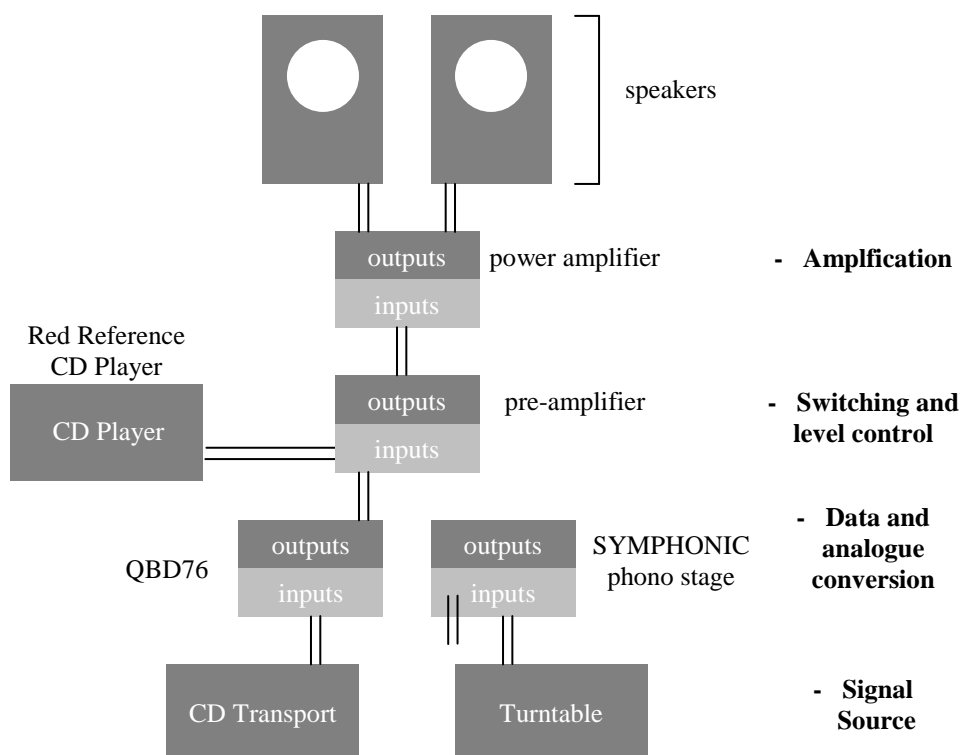 speakers
outputs
power amplifier
- Amplfication
inputs
Red Reference
CD Player
CD Player
outputs
pre-amplifier
- Switching and
level control
inputs
QBD76
outputs
inputs
outputs
inputs
SYMPHONIC
phono stage
- Data and
analogue
conversion
CD Transport
Turntable
- Signal
Source